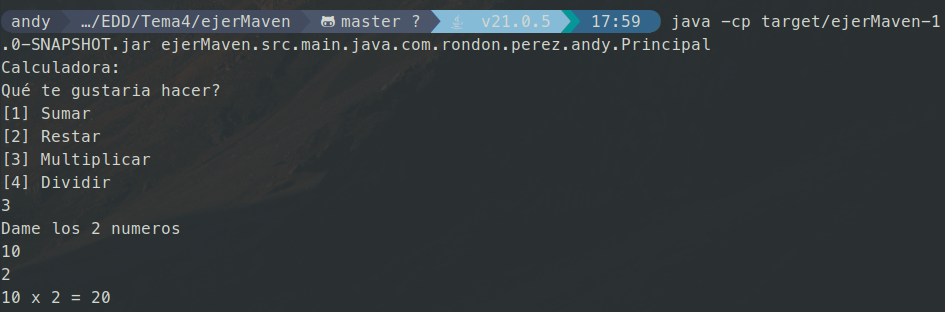 andy …/EDD/Tema4/ejerMaven master ? v21.0.5 17:59 java -cp target/ejerMaven-1
.0-SNAPSHOT.jar ejerMaven.src.main.java.com.rondon.perez.andy.Principal
Calculadora:
Qué te gustaria hacer?
[1] Sumar
[2] Restar
[3] Multiplicar
[4] Dividir
3
Dame los 2 numeros
10
2
10 x 2 = 20